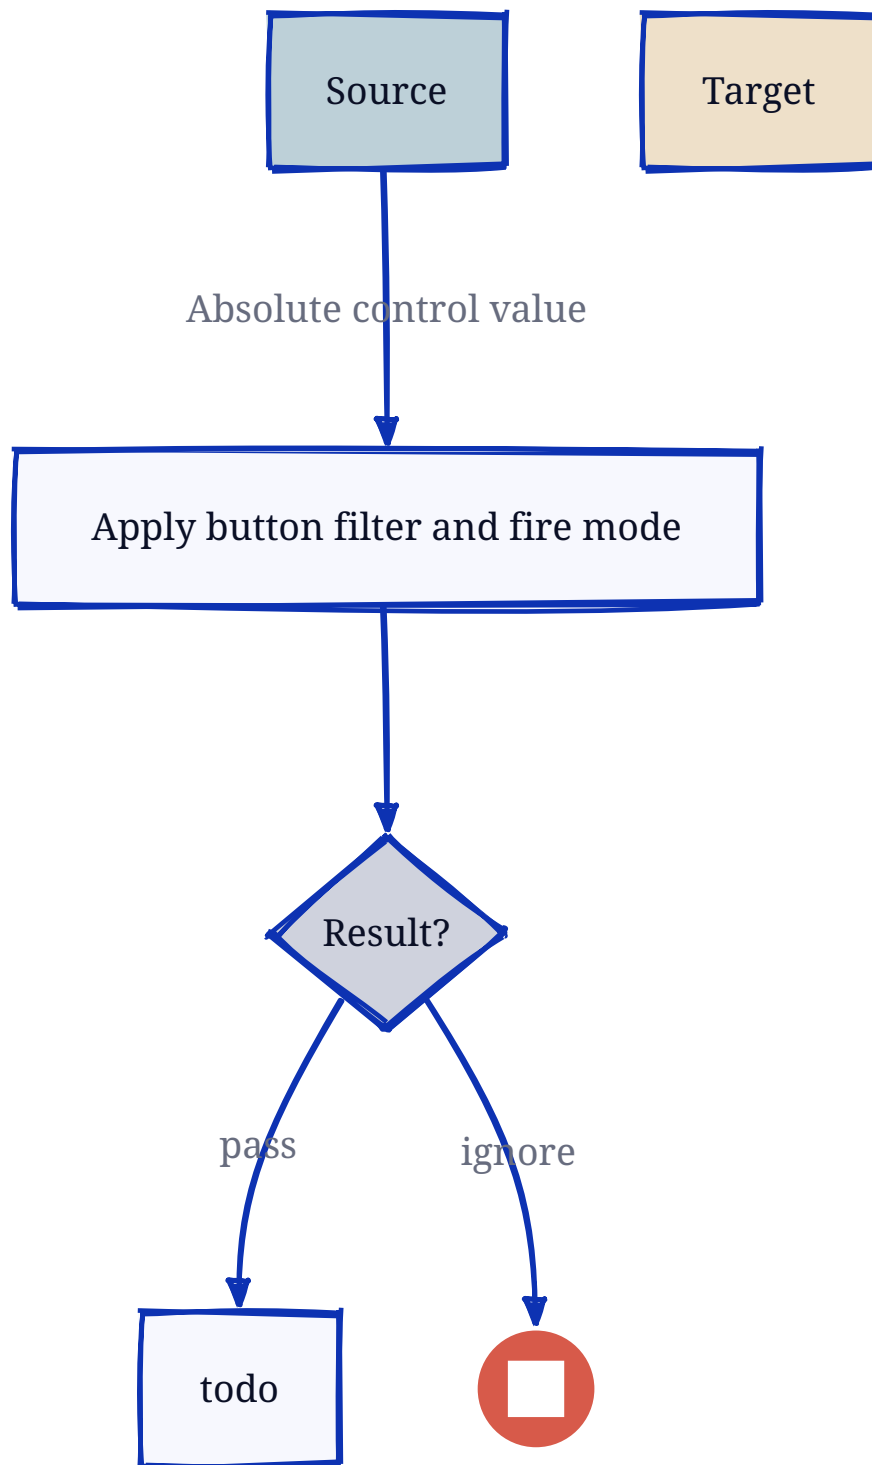 Source
Target
Absolute control value
Apply button filter and fire mode
Result?
pass
ignore
todo